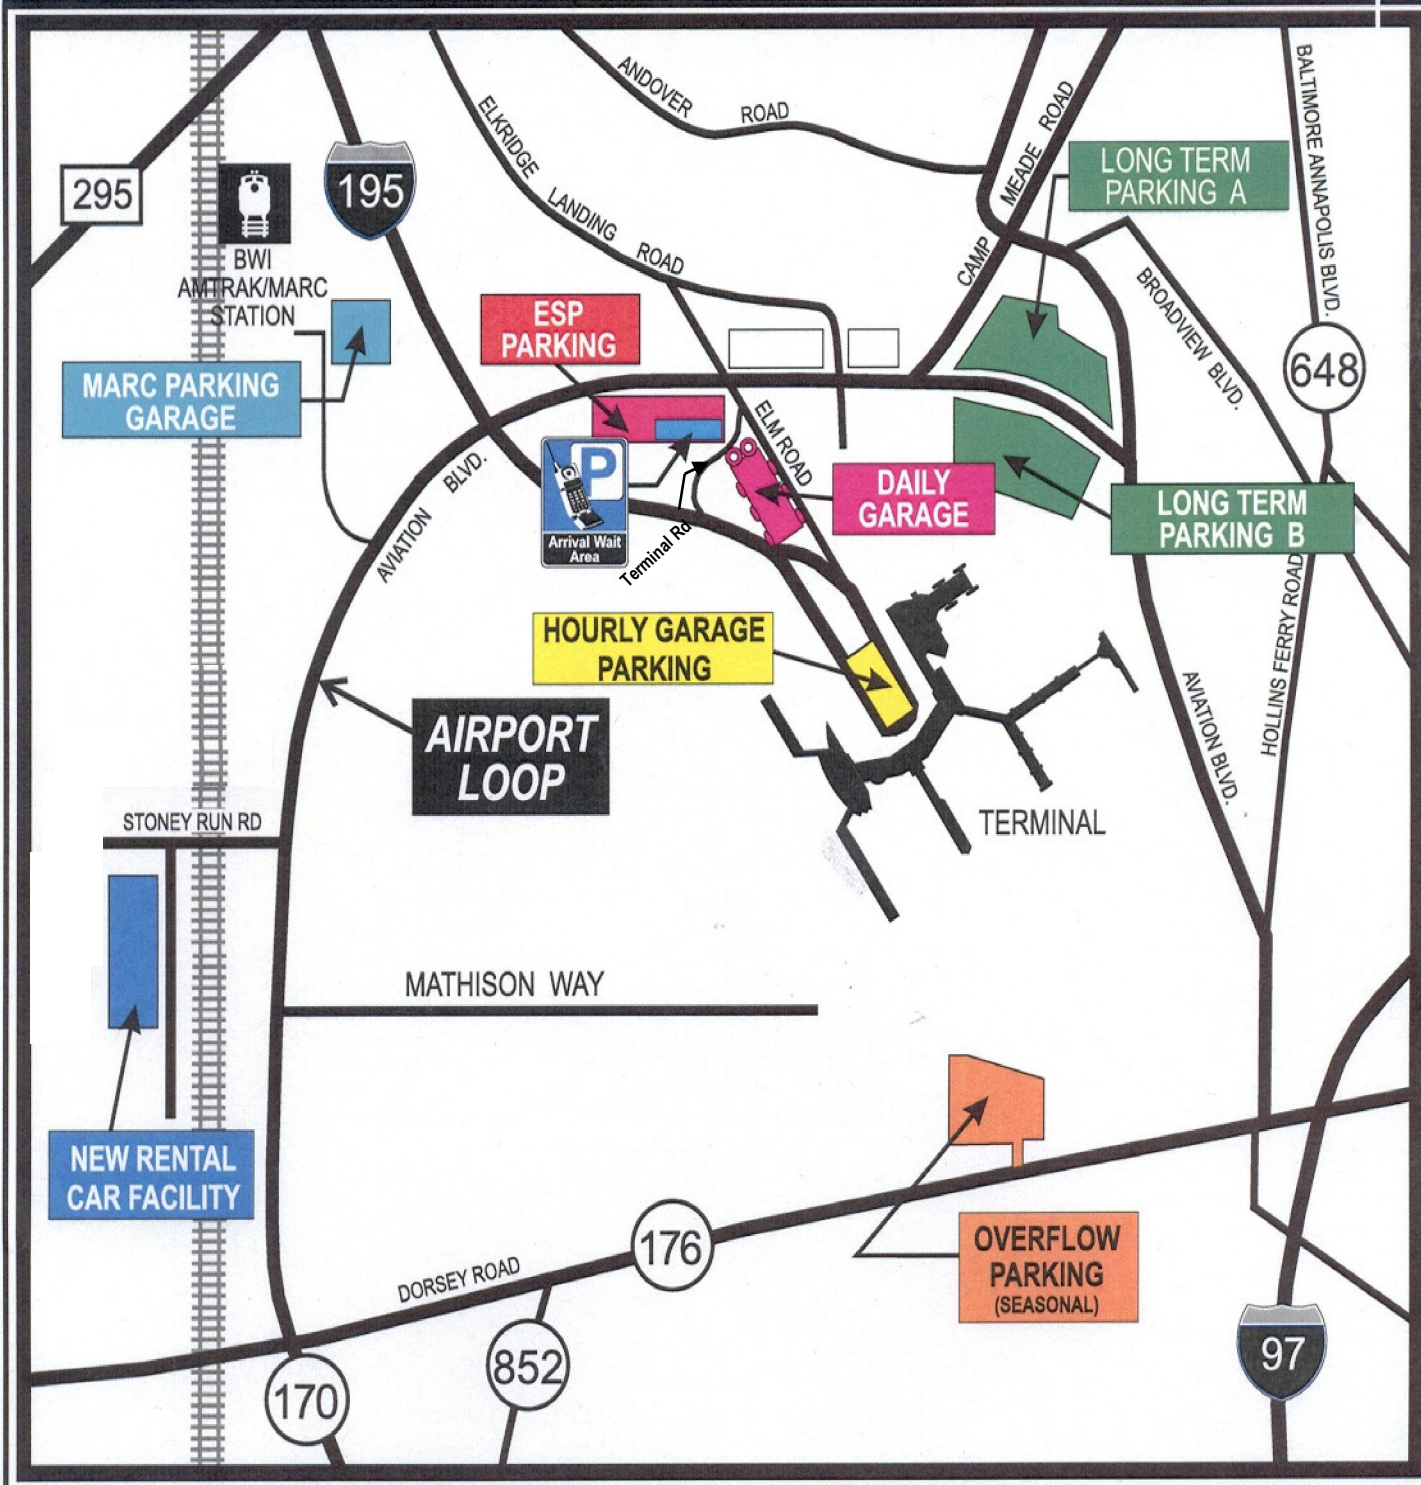 ANDOVER ROAD
ELKRIDGE LANDING ROAD
CAMP MEADE ROAD
BALTIMORE ANNAPOLIS BLVD.
295
195
LONG TERM
PARKING A
BWI
AMTRAK/MARC
STATION
BROADVIEW BLVD.
ESP
PARKING
648
MARC PARKING
GARAGE
AVIATION BLVD.
ELM ROAD
P
Arrival Wait
Area
Terminal Rd
DAILY
GARAGE
LONG TERM
PARKING B
HOURLY GARAGE
PARKING
HOLLINS FERRY ROAD
AVIATION BLVD.
AIRPORT
LOOP
TERMINAL
STONEY RUN RD
MATHISON WAY
NEW RENTAL
CAR FACILITY
176
OVERFLOW
PARKING
(SEASONAL)
DORSEY ROAD
852
170
97